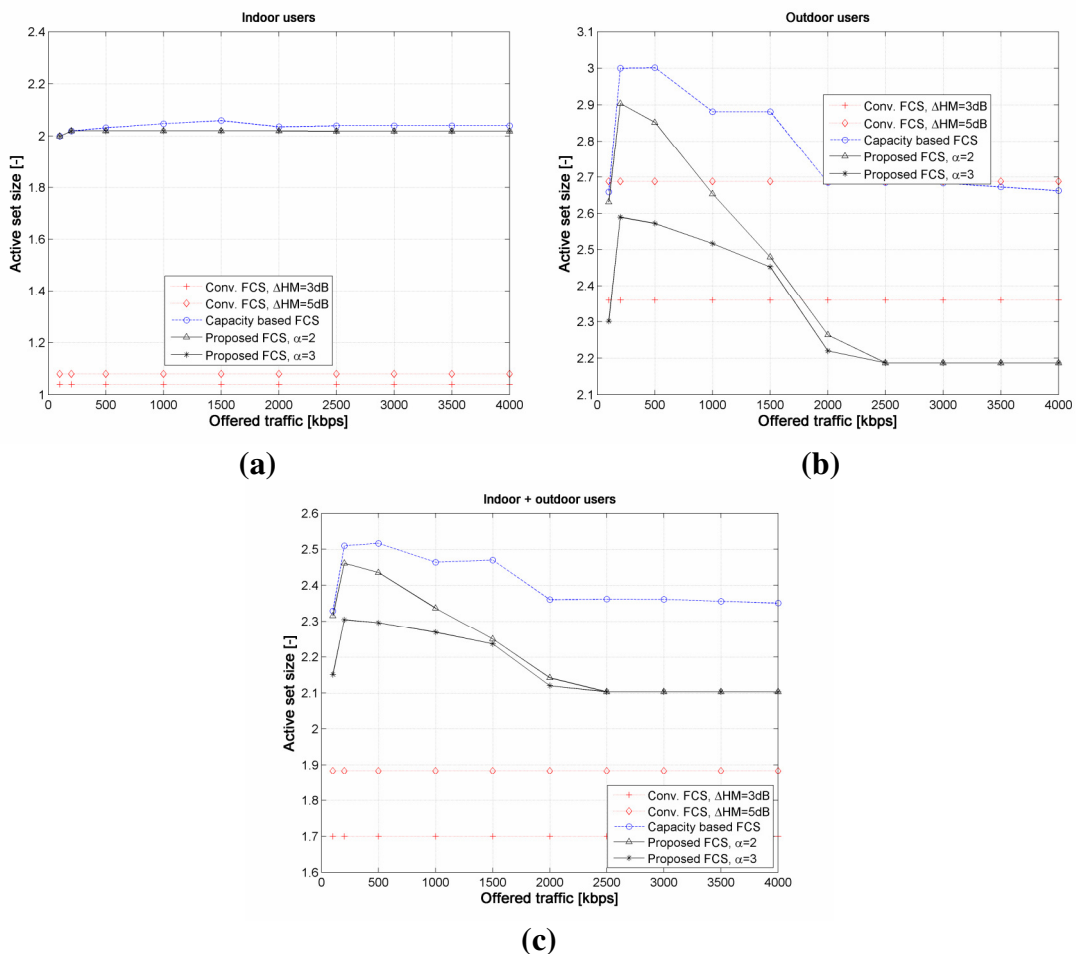 Indoor users
2.4
2.2
2
1.8
1.6
1.4
1.2
1
Active set size [-]
Conv. FCS, ΔHM=3dB
Conv. FCS, ΔHM=5dB
Capacity based FCS
Proposed FCS, α=2
Proposed FCS, α=3
0 500 1000 1500 2000 2500 3000 3500 4000
Offered traffic [kbps]
(a)
Outdoor users
3.1
3
2.9
2.8
2.7
2.6
2.5
2.4
2.3
2.2
2.1
Active set size [-]
Conv. FCS, ΔHM=3dB
Conv. FCS, ΔHM=5dB
Capacity based FCS
Proposed FCS, α=2
Proposed FCS, α=3
0 500 1000 1500 2000 2500 3000 3500 4000
Offered traffic [kbps]
(b)
Indoor + outdoor users
2.6
2.5
2.4
2.3
2.2
2.1
2
1.9
1.8
1.7
1.6
Active set size [-]
Conv. FCS, ΔHM=3dB
Conv. FCS, ΔHM=5dB
Capacity based FCS
Proposed FCS, α=2
Proposed FCS, α=3
0 500 1000 1500 2000 2500 3000 3500 4000
Offered traffic [kbps]
(c)